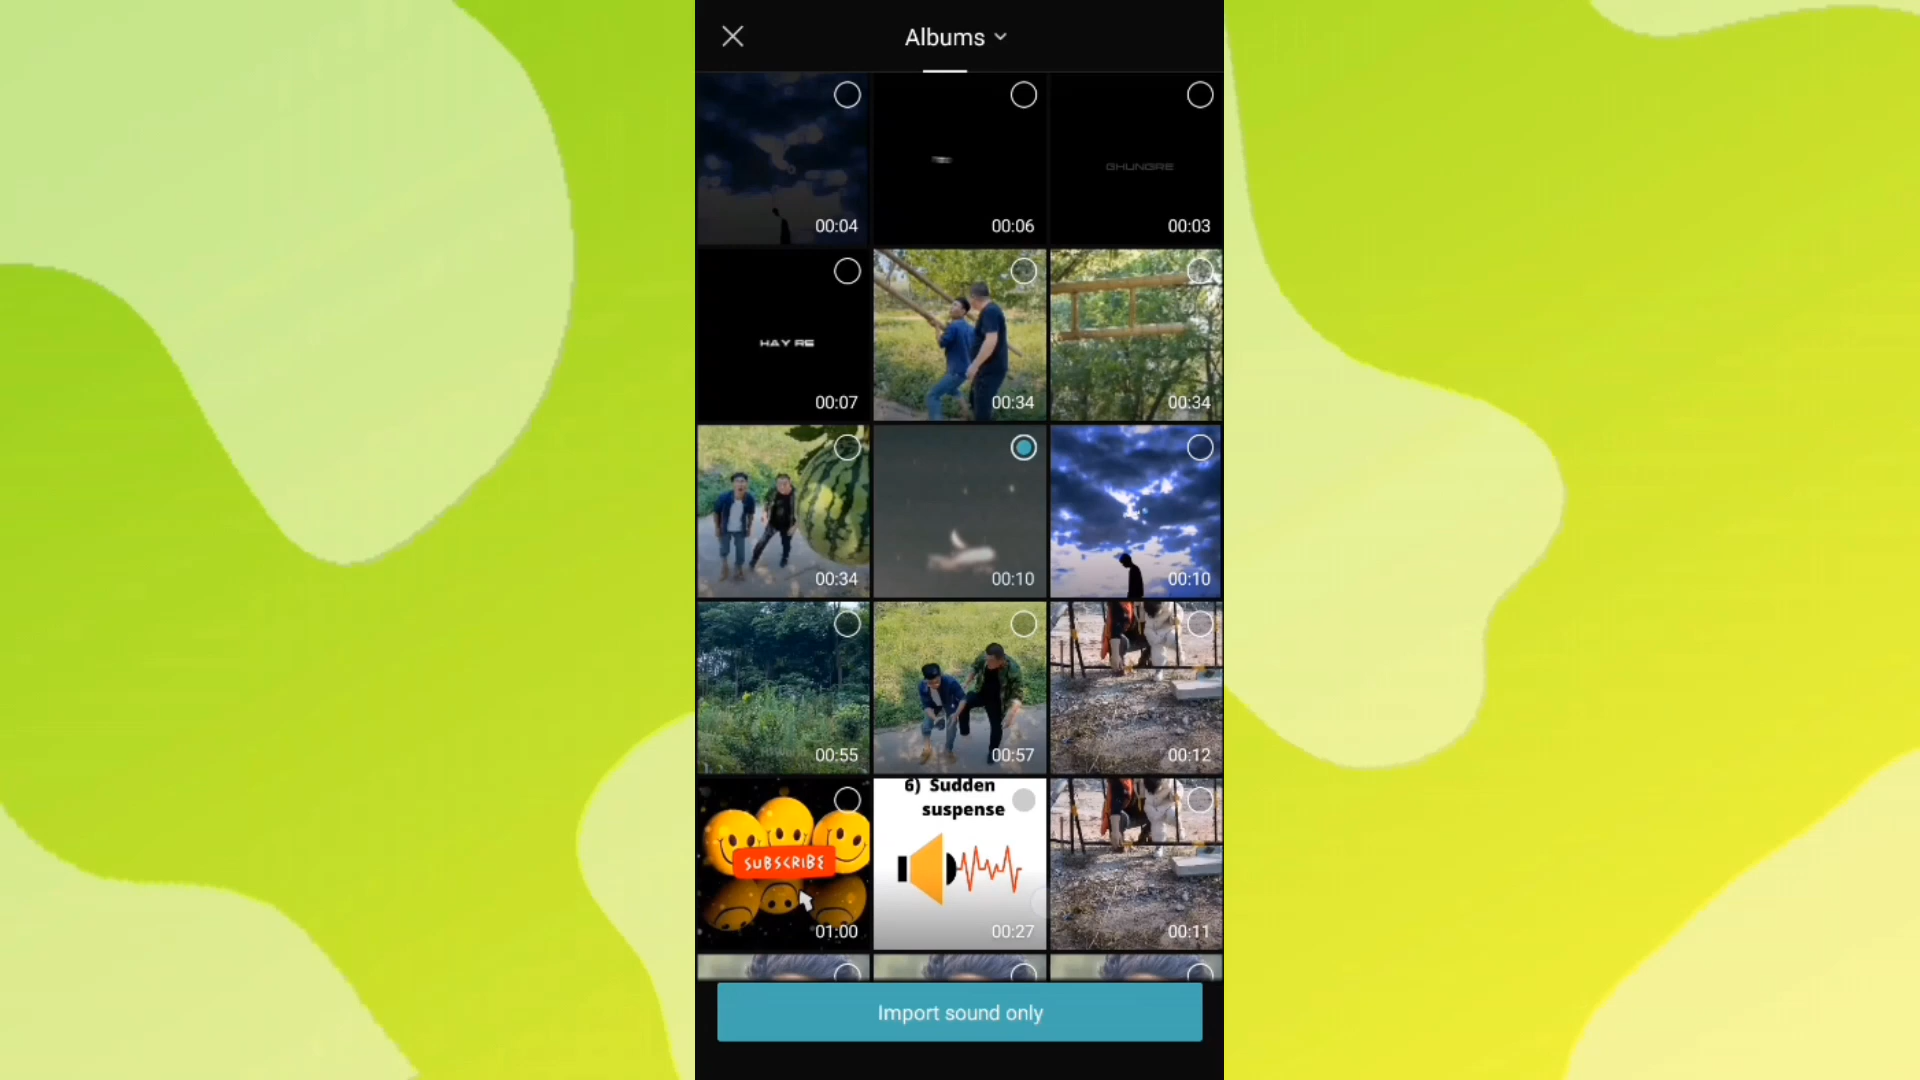 Albums
00:04
00:06
GHUNGRE
00:03
HAY RE
00:07
00:34
00:34
00:34
00:10
00:10
00:55
00:57
00:12
SUBSCRIBE
01:00
6) Sudden
suspense
00:27
00:11
Import sound only